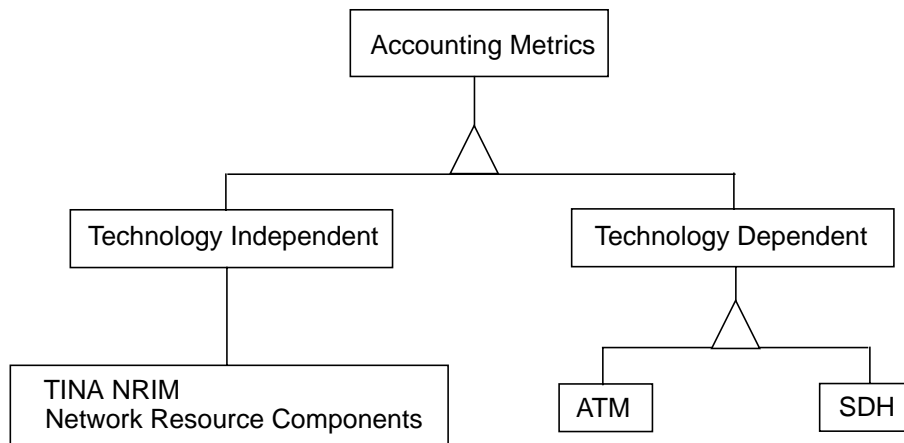 Accounting Metrics
Technology Independent
Technology Dependent
TINA NRIM
Network Resource Components
ATM
SDH